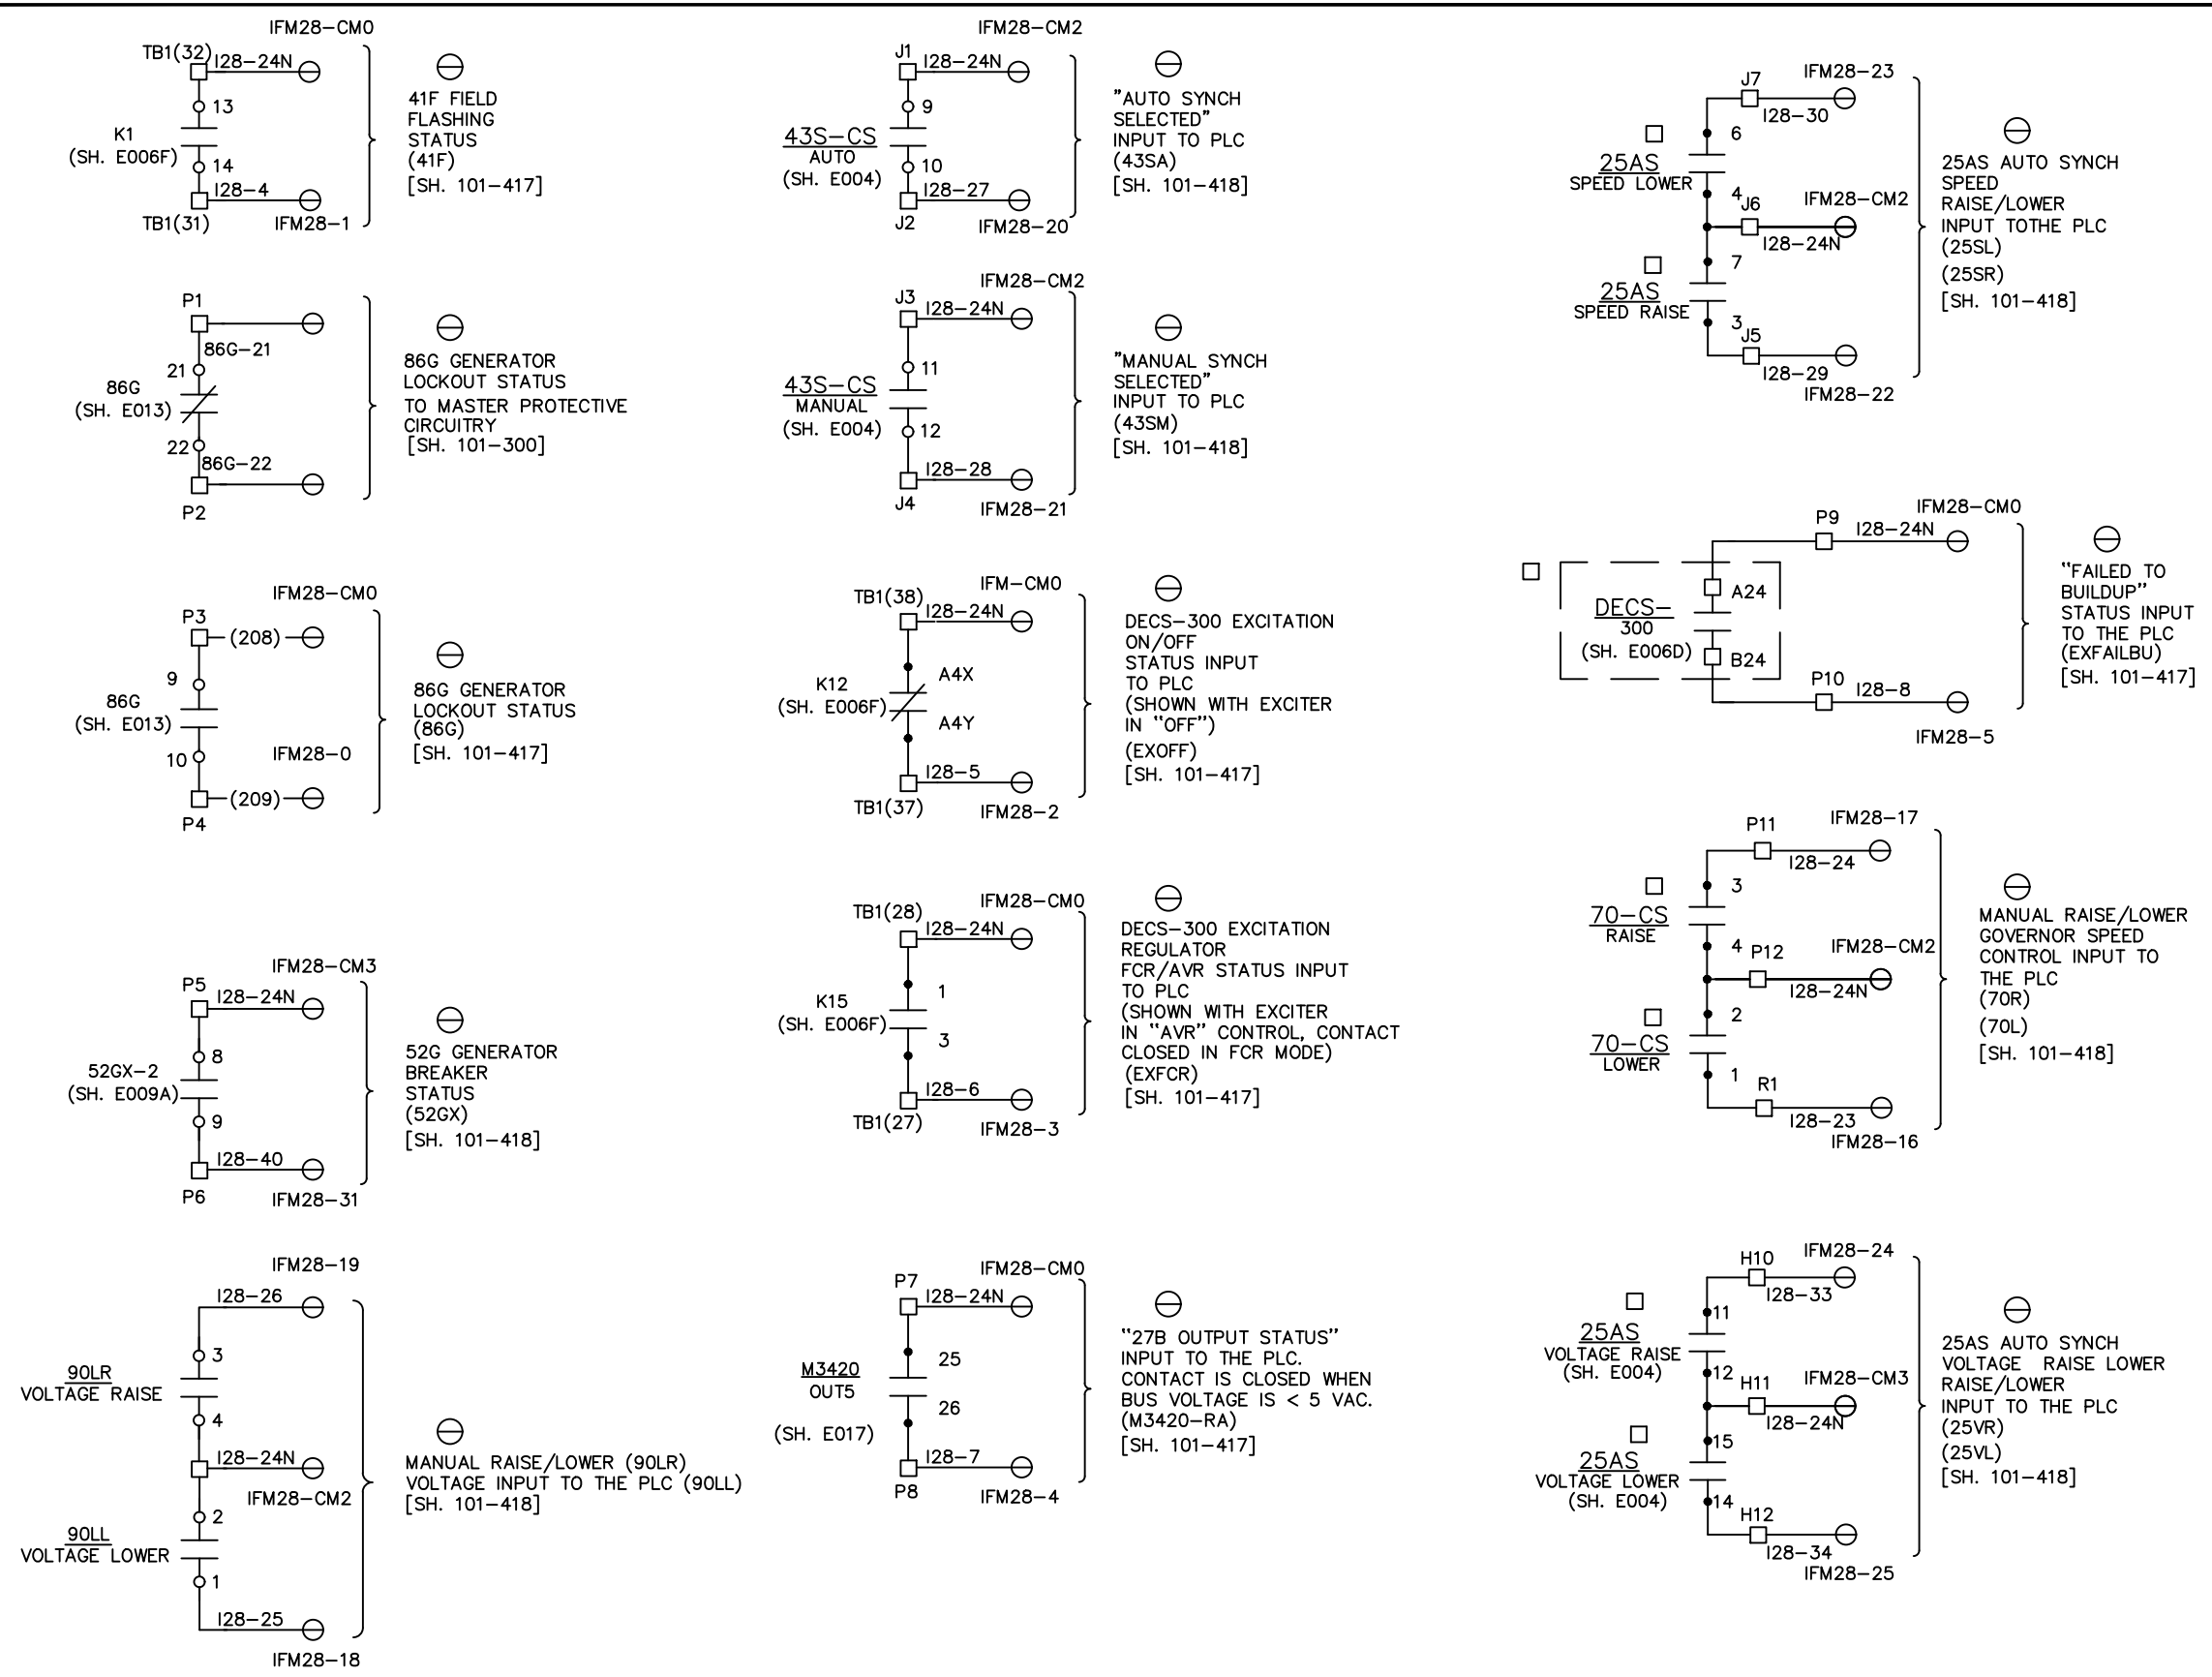 IFM28-CM0
TB1(32)
I28-24N
13
K1
(SH. E006F)
14
I28-4
TB1(31)
IFM28-1
41F FIELD
FLASHING
STATUS
(41F)
[SH. 101-417]
P1
86G-21
21
86G
(SH. E013)
22
86G-22
P2
86G GENERATOR
LOCKOUT STATUS
TO MASTER PROTECTIVE
CIRCUITRY
[SH. 101-300]
IFM28-CM0
P3
(208)
9
86G
(SH. E013)
10
IFM28-0
(209)
P4
86G GENERATOR
LOCKOUT STATUS
(86G)
[SH. 101-417]
IFM28-CM3
P5
I28-24N
8
52GX-2
(SH. E009A)
9
I28-40
P6
IFM28-31
52G GENERATOR
BREAKER
STATUS
(52GX)
[SH. 101-418]
IFM28-19
I28-26
3
90LR
VOLTAGE RAISE
4
I28-24N
IFM28-CM2
2
90LL
VOLTAGE LOWER
1
I28-25
IFM28-18
MANUAL RAISE/LOWER (90LR)
VOLTAGE INPUT TO THE PLC (90LL)
[SH. 101-418]
IFM28-CM2
J1
I28-24N
9
43S-CS
AUTO
(SH. E004)
10
I28-27
J2
IFM28-20
"AUTO SYNCH
SELECTED"
INPUT TO PLC
(43SA)
[SH. 101-418]
IFM28-CM2
J3
I28-24N
11
43S-CS
MANUAL
(SH. E004)
12
I28-28
J4
IFM28-21
"MANUAL SYNCH
SELECTED"
INPUT TO PLC
(43SM)
[SH. 101-418]
IFM-CM0
TB1(38)
I28-24N
A4X
K12
(SH. E006F)
A4Y
I28-5
TB1(37)
IFM28-2
DECS-300 EXCITATION
ON/OFF
STATUS INPUT
TO PLC
(SHOWN WITH EXCITER
IN "OFF")
(EXOFF)
[SH. 101-417]
IFM28-CM0
TB1(28)
I28-24N
1
K15
(SH. E006F)
3
I28-6
TB1(27)
IFM28-3
DECS-300 EXCITATION
REGULATOR
FCR/AVR STATUS INPUT
TO PLC
(SHOWN WITH EXCITER
IN "AVR" CONTROL, CONTACT
CLOSED IN FCR MODE)
(EXFCR)
[SH. 101-417]
IFM28-CM0
P7
I28-24N
25
M3420
OUT5
26
(SH. E017)
I28-7
P8
IFM28-4
"27B OUTPUT STATUS"
INPUT TO THE PLC.
CONTACT IS CLOSED WHEN
BUS VOLTAGE IS < 5 VAC.
(M3420-RA)
[SH. 101-417]
IFM28-23
J7
I28-30
6
25AS
SPEED LOWER
4
J6
IFM28-CM2
I28-24N
7
25AS
SPEED RAISE
3
J5
I28-29
IFM28-22
25AS AUTO SYNCH
SPEED
RAISE/LOWER
INPUT TOTHE PLC
(25SL)
(25SR)
[SH. 101-418]
IFM28-CM0
P9
I28-24N
A24
DECS-
300
(SH. E006D)
B24
P10
I28-8
IFM28-5
"FAILED TO
BUILDUP"
STATUS INPUT
TO THE PLC
(EXFAILBU)
[SH. 101-417]
IFM28-17
P11
I28-24
3
70-CS
RAISE
4
P12
IFM28-CM2
I28-24N
2
70-CS
LOWER
1
R1
I28-23
IFM28-16
MANUAL RAISE/LOWER
GOVERNOR SPEED
CONTROL INPUT TO
THE PLC
(70R)
(70L)
[SH. 101-418]
IFM28-24
H10
I28-33
11
25AS
VOLTAGE RAISE
(SH. E004)
12
H11
IFM28-CM3
I28-24N
15
25AS
VOLTAGE LOWER
(SH. E004)
14
H12
I28-34
IFM28-25
25AS AUTO SYNCH
VOLTAGE RAISE LOWER
RAISE/LOWER
INPUT TO THE PLC
(25VR)
(25VL)
[SH. 101-418]